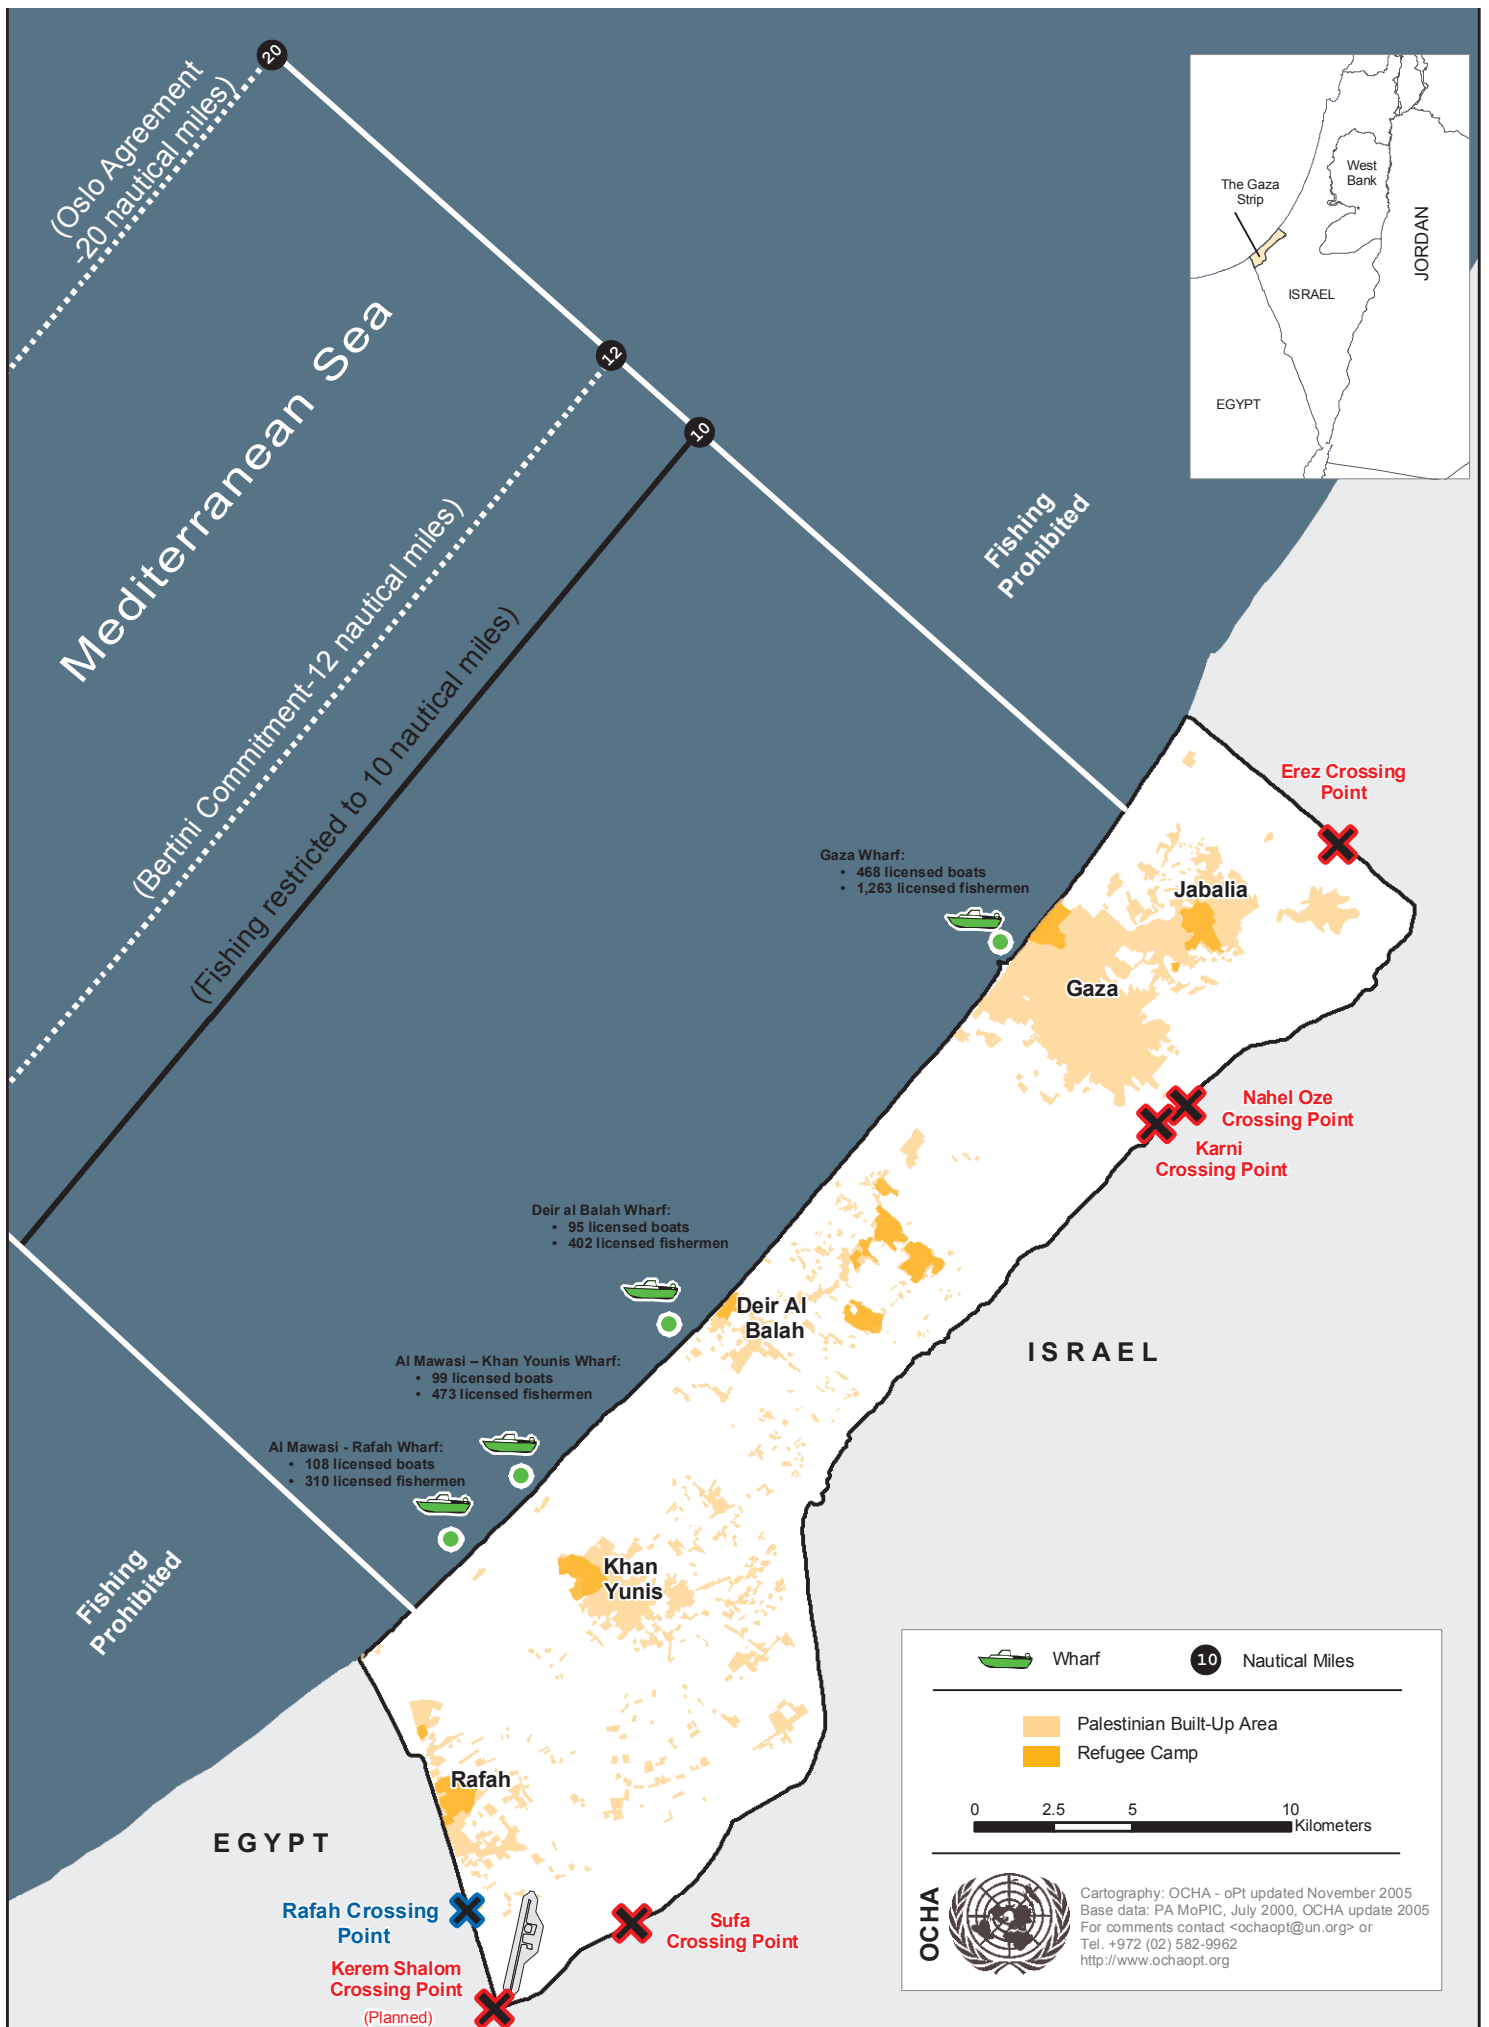 20
(Oslo Agreement
-20 nautical miles)
Mediterranean Sea
12
(Bertini Commitment-12 nautical miles)
10
(Fishing restricted to 10 nautical miles)
Fishing
Prohibited
The Gaza
Strip
West
Bank
JORDAN
ISRAEL
EGYPT
Erez Crossing
Point
Gaza Wharf:
• 468 licensed boats
• 1,263 licensed fishermen
Jabalia
Gaza
Nahel Oze
Crossing Point
Karni
Crossing Point
Deir al Balah Wharf:
• 95 licensed boats
• 402 licensed fishermen
Deir Al
Balah
ISRAEL
Al Mawasi – Khan Younis Wharf:
• 99 licensed boats
• 473 licensed fishermen
Al Mawasi - Rafah Wharf:
• 108 licensed boats
• 310 licensed fishermen
Fishing
Prohibited
Khan
Yunis
Rafah
EGYPT
Rafah Crossing
Point
Sufa
Crossing Point
Kerem Shalom
Crossing Point
(Planned)
Wharf
10
Nautical Miles
Palestinian Built-Up Area
Refugee Camp
0 2.5 5 10
Kilometers
OCHA
Cartography: OCHA - oPt updated November 2005
Base data: PA MoPIC, July 2000, OCHA update 2005
For comments contact <ochaopt@un.org> or
Tel. +972 (02) 582-9962
http://www.ochaopt.org